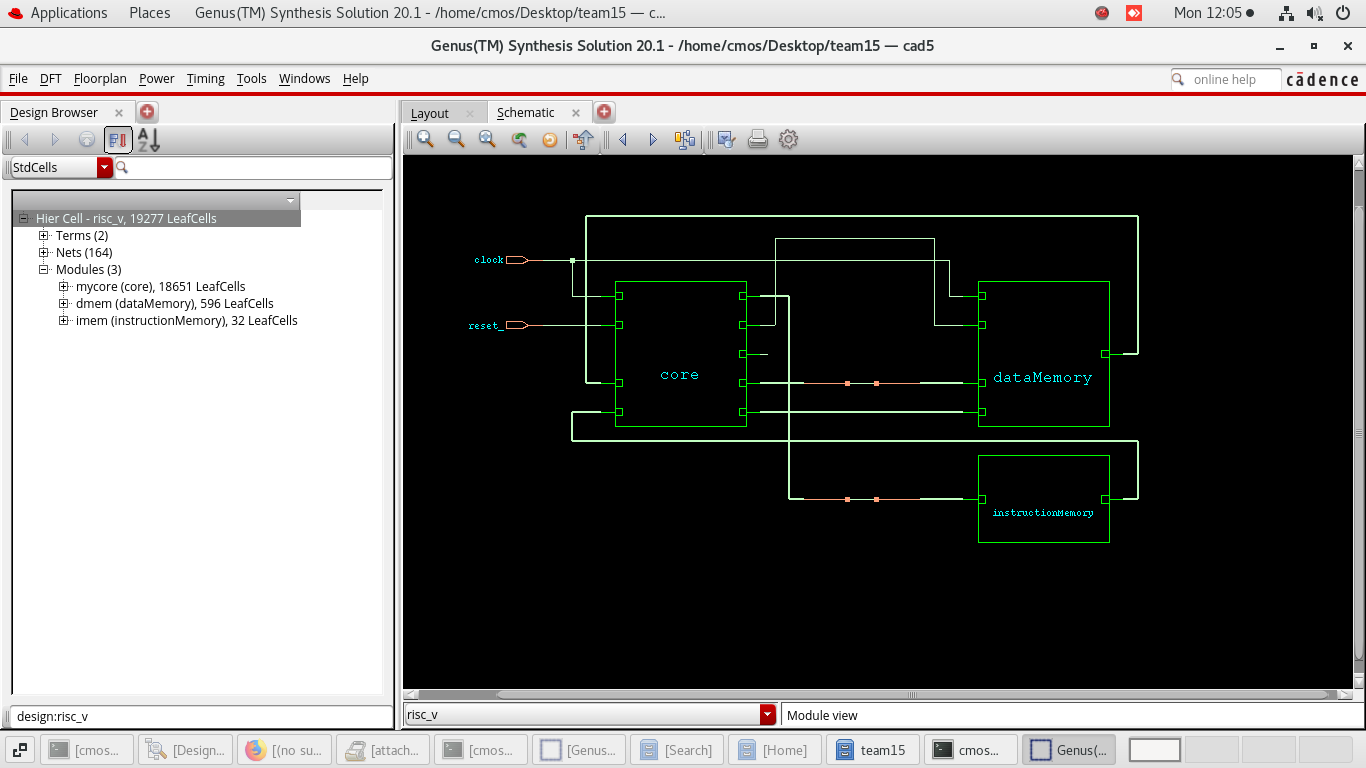 Applications Places Genus(TM) Synthesis Solution 20.1 - /home/cmos/Desktop/team15 — c... Mon 12:05
Genus(TM) Synthesis Solution 20.1 - /home/cmos/Desktop/team15 — cad5
File DFT Floorplan Power Timing Tools Windows Help online help cādence
Design Browser Layout Schematic
StdCells
Hier Cell - risc_v, 19277 LeafCells
Terms (2)
Nets (164)
Modules (3)
mycore (core), 18651 LeafCells
dmem (dataMemory), 596 LeafCells
imem (instructionMemory), 32 LeafCells
clock
reset_
core
dataMemory
instructionMemory
design:risc_v risc_v Module view
[cmos... [Design... [(no su... [attach... [cmos... [Genus... [Search] [Home] team15 cmos... Genus(...